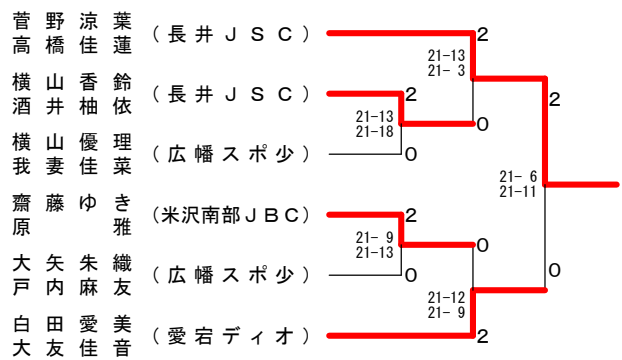 菅野涼葉
高橋佳蓮
(長井ＪＳＣ)
2
21-13
21- 3
横山香鈴
酒井柚依
(長井ＪＳＣ)
2
0
21-13
21-18
横山優理
我妻佳菜
(広幡スポ少)
0
2
21- 6
21-11
齋藤ゆき
原雅
(米沢南部ＪＢＣ)
2
21- 9
21-13
0
0
大矢朱織
戸内麻友
(広幡スポ少)
0
21-12
21- 9
白田愛美
大友佳音
(愛宕ディオ)
2